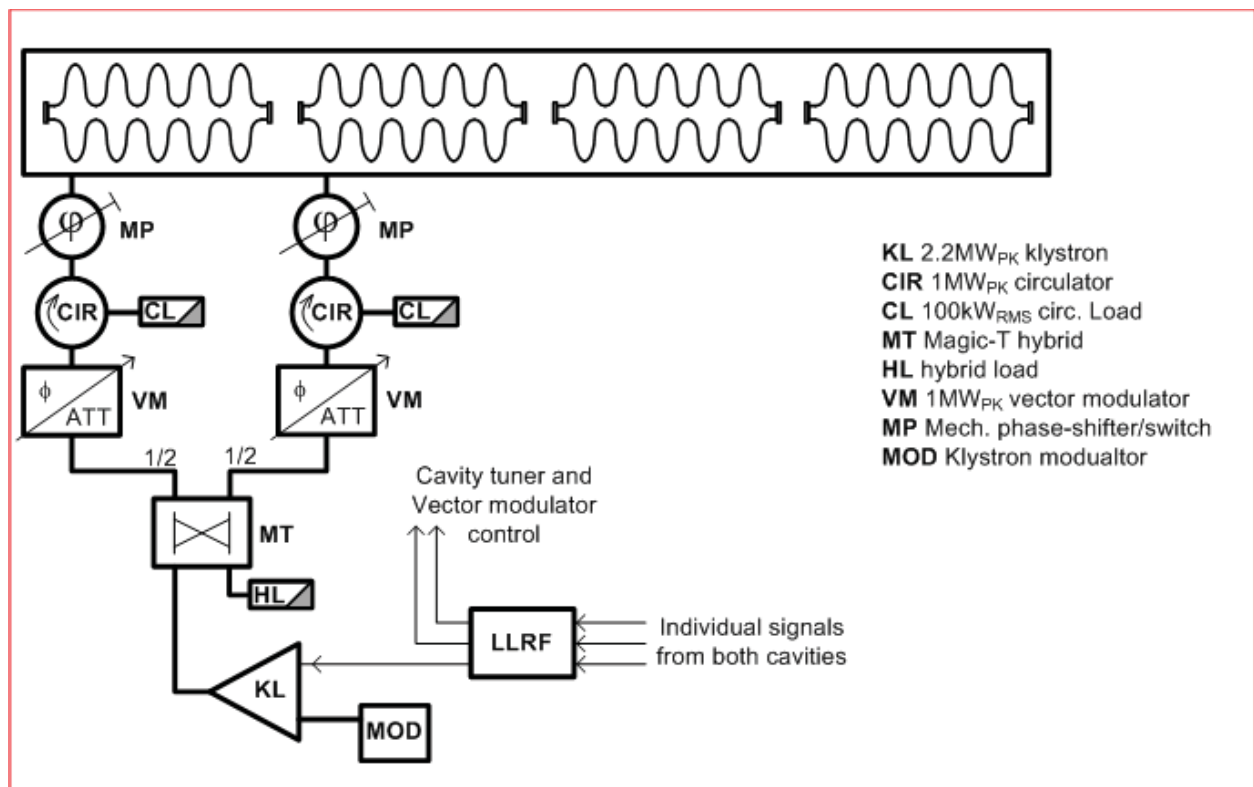 φ MP
φ MP
CIR CL
CIR CL
ϕ ATT VM
ϕ ATT VM
1/2 1/2
MT
HL
KL
MOD
Cavity tuner and
Vector modulator
control
LLRF
Individual signals
from both cavities
KL 2.2MWPK klystron
CIR 1MWPK circulator
CL 100kWRMS circ. Load
MT Magic-T hybrid
HL hybrid load
VM 1MWPK vector modulator
MP Mech. phase-shifter/switch
MOD Klystron modualtor